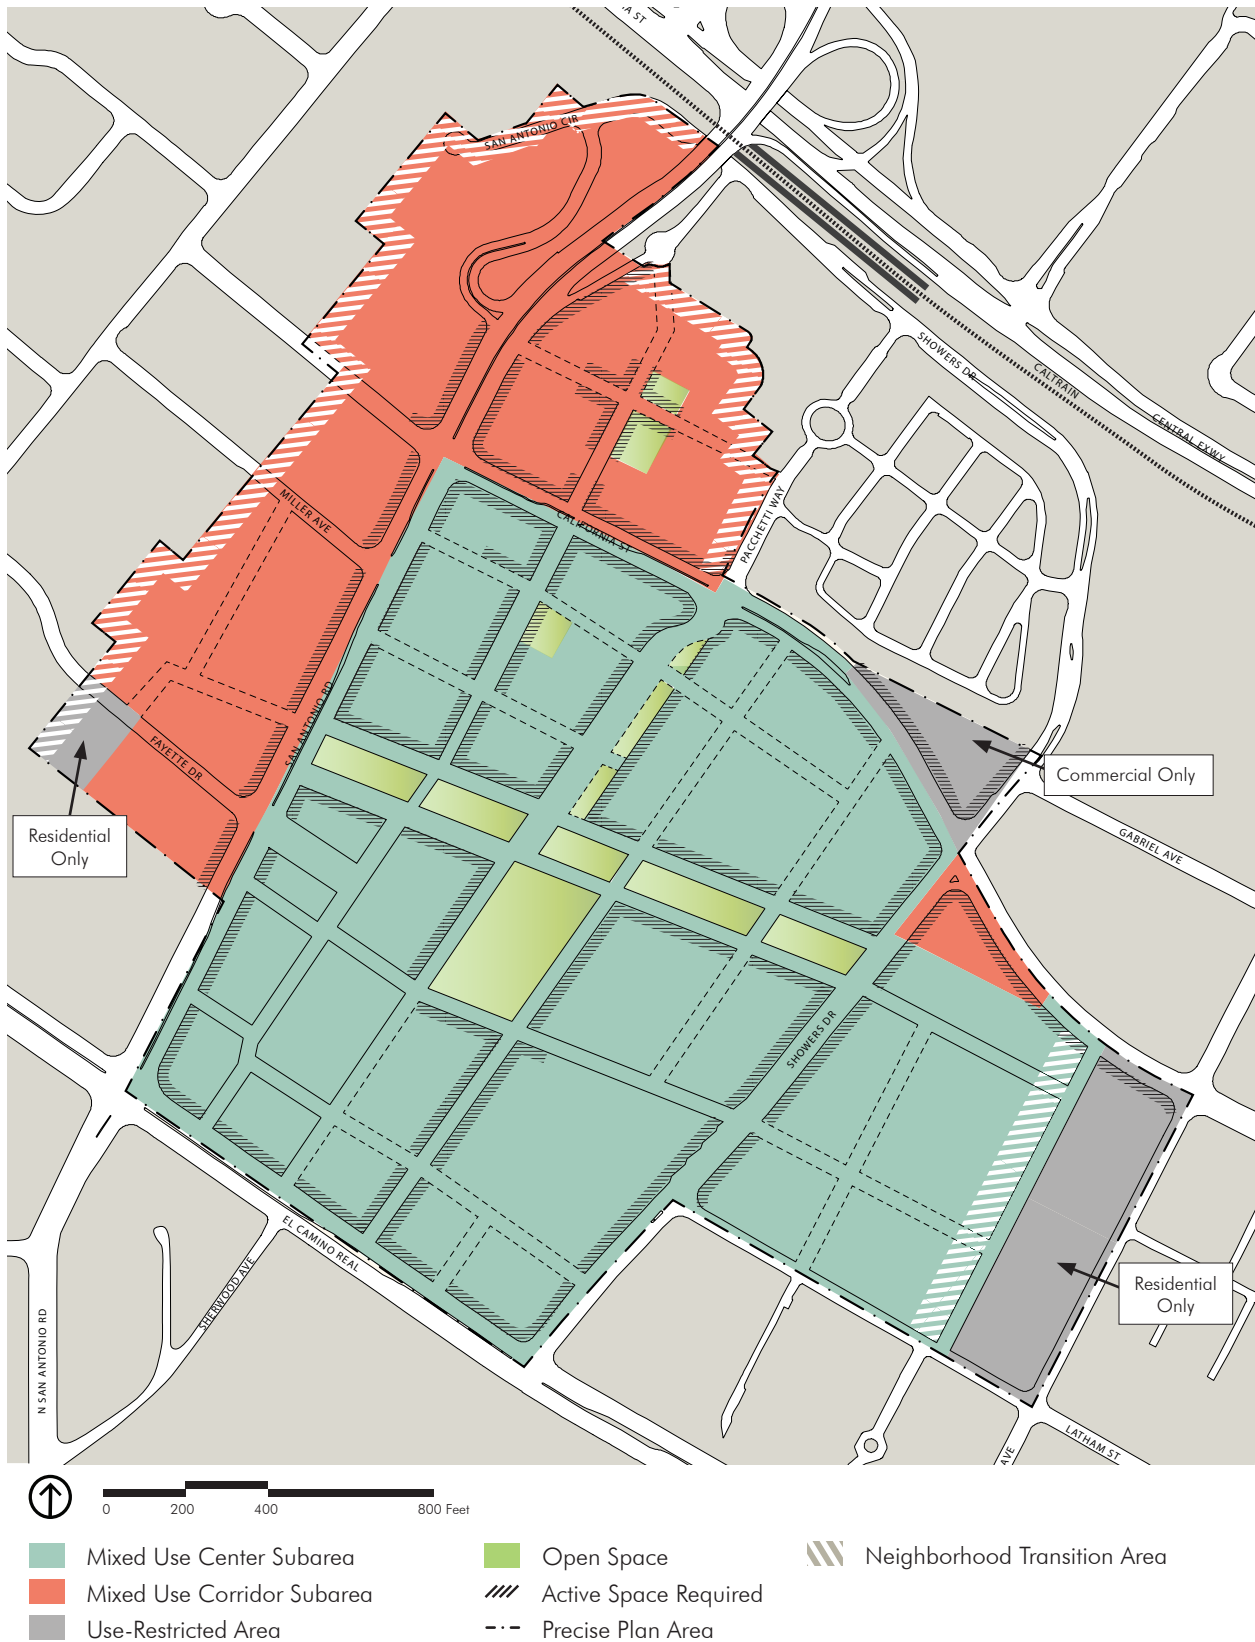 IA ST
SAN ANTONIO CIR
SHOWERS DR
CALTRAIN
CENTRAL EXWY
MILLER AVE
CALIFORNIA ST
PACCHETTI WAY
SAN ANTONIO RD
FAYETTE DR
Commercial Only
Residential
Only
GABRIEL AVE
SHOWERS DR
EL CAMINO REAL
SHERWOOD AVE
N SAN ANTONIO RD
Residential
Only
LATHAM ST
AVE
0 200 400 800 Feet
Mixed Use Center Subarea
Mixed Use Corridor Subarea
Use-Restricted Area
Open Space
Active Space Required
Precise Plan Area
Neighborhood Transition Area